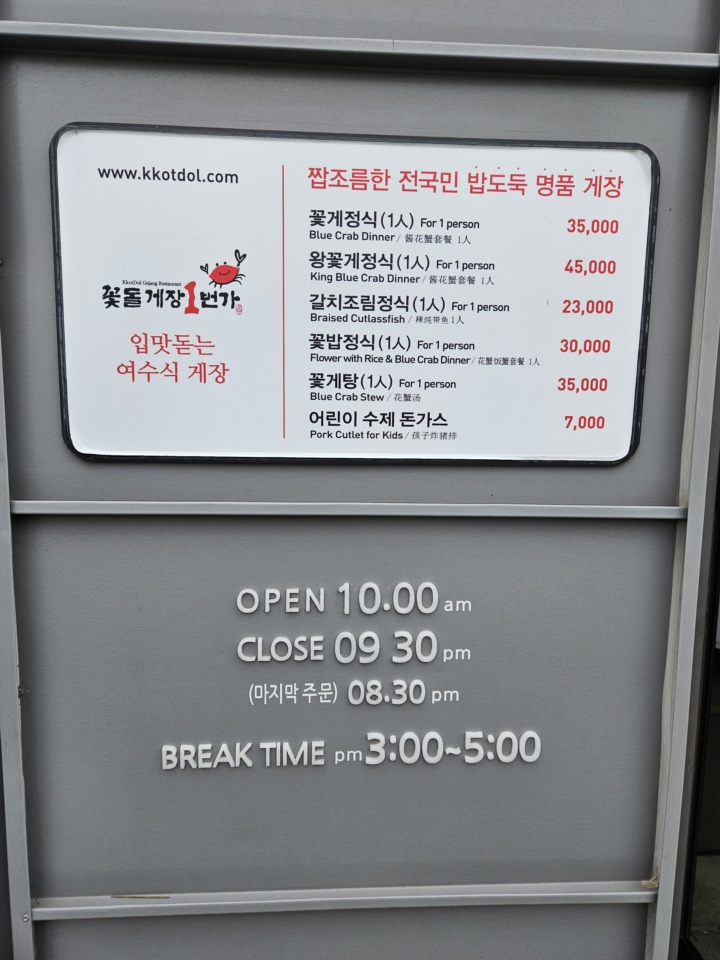 www.kkotdol.com
KkotDol Gejang Restaurant
꽃돌게장1번가
입맛돋는
여수식 게장
짭조름한 전국민 밥도둑 명품 게장
꽃게정식(1人) For 1 person 35,000
Blue Crab Dinner / 酱花蟹套餐 1人
왕꽃게정식(1人) For 1 person 45,000
King Blue Crab Dinner / 酱花蟹套餐 1人
갈치조림정식(1人) For 1 person 23,000
Braised Cutlassfish / 辣炖带鱼 1人
꽃밥정식(1人) For 1 person 30,000
Flower with Rice & Blue Crab Dinner / 花蟹饭蟹套餐 1人
꽃게탕(1人) For 1 person 35,000
Blue Crab Stew / 花蟹汤
어린이 수제 돈가스 7,000
Pork Cutlet for Kids / 孩子炸猪排
OPEN 10.00 am
CLOSE 09 30 pm
(마지막 주문) 08.30 pm
BREAK TIME pm 3:00~5:00